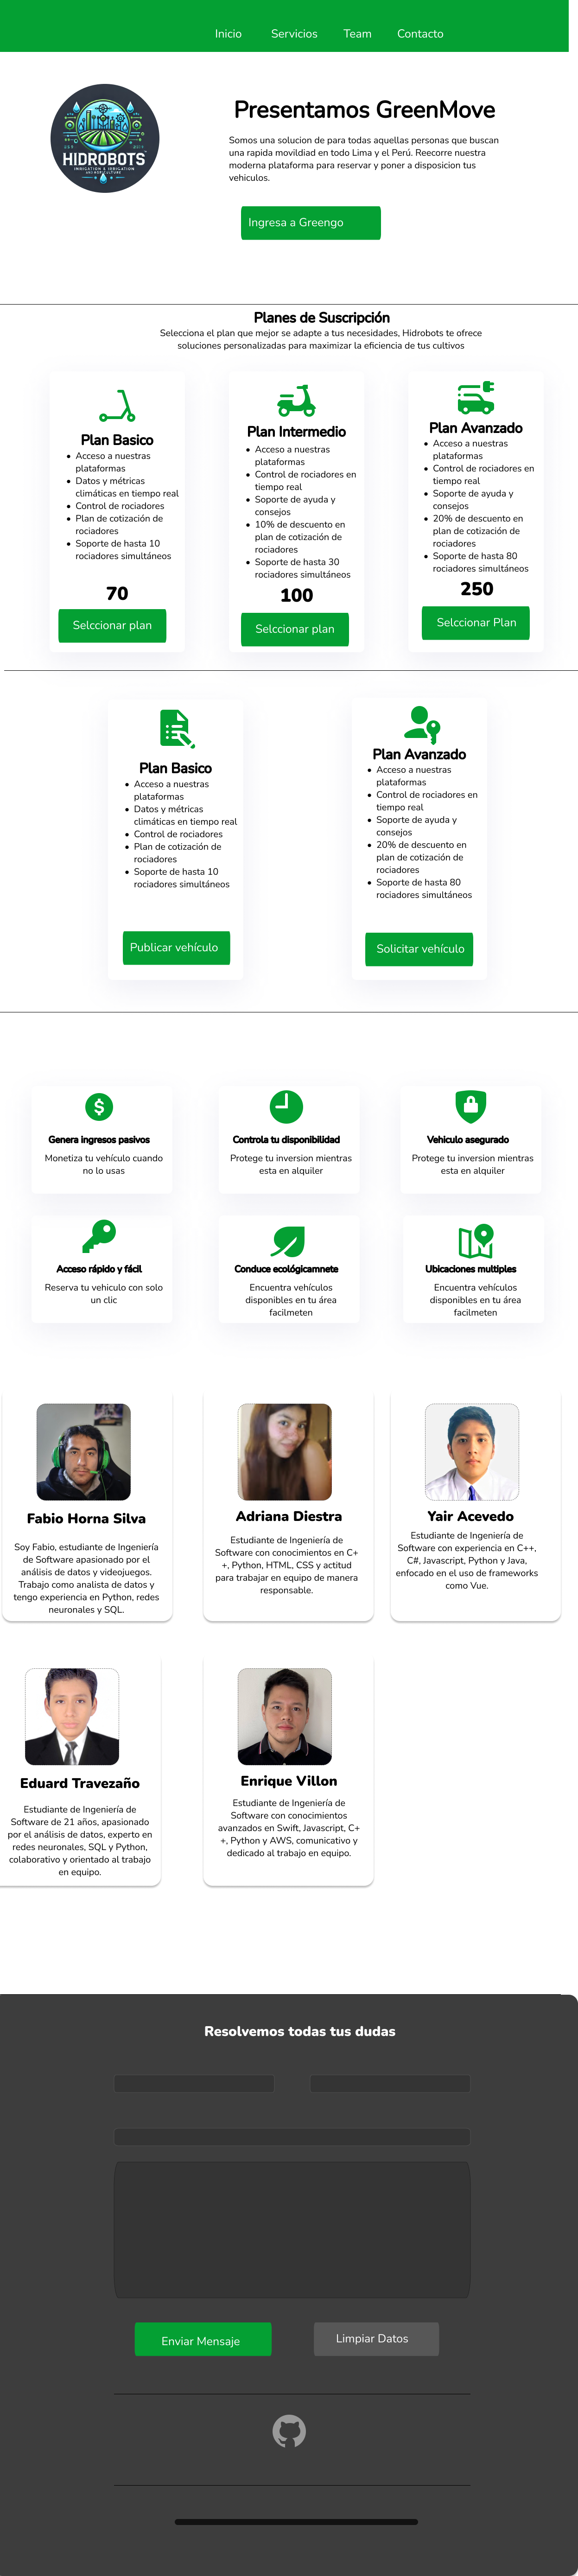 Inicio
Servicios
Team
Contacto
HIDROBOTS
Presentamos GreenMove
Somos una solucion de para todas aquellas personas que buscan
una rapida movildiad en todo Lima y el Perú. Reecorre nuestra
moderna plataforma para reservar y poner a disposicion tus
vehiculos.
Ingresa a Greengo
Planes de Suscripción
Selecciona el plan que mejor se adapte a tus necesidades, Hidrobots te ofrece
soluciones personalizadas para maximizar la eficiencia de tus cultivos
Plan Basico
Acceso a nuestras
plataformas
Datos y métricas
climáticas en tiempo real
Control de rociadores
Plan de cotización de
rociadores
Soporte de hasta 10
rociadores simultáneos
70
Selccionar plan
Plan Intermedio
Acceso a nuestras
plataformas
Control de rociadores en
tiempo real
Soporte de ayuda y
consejos
10% de descuento en
plan de cotización de
rociadores
Soporte de hasta 30
rociadores simultáneos
100
Selccionar plan
Plan Avanzado
Acceso a nuestras
plataformas
Control de rociadores en
tiempo real
Soporte de ayuda y
consejos
20% de descuento en
plan de cotización de
rociadores
Soporte de hasta 80
rociadores simultáneos
250
Selccionar Plan
Plan Basico
Acceso a nuestras
plataformas
Datos y métricas
climáticas en tiempo real
Control de rociadores
Plan de cotización de
rociadores
Soporte de hasta 10
rociadores simultáneos
Publicar vehículo
Plan Avanzado
Acceso a nuestras
plataformas
Control de rociadores en
tiempo real
Soporte de ayuda y
consejos
20% de descuento en
plan de cotización de
rociadores
Soporte de hasta 80
rociadores simultáneos
Solicitar vehículo
Genera ingresos pasivos
Monetiza tu vehículo cuando
no lo usas
Controla tu disponibilidad
Protege tu inversion mientras
esta en alquiler
Vehiculo asegurado
Protege tu inversion mientras
esta en alquiler
Acceso rápido y fácil
Reserva tu vehiculo con solo
un clic
Conduce ecológicamnete
Encuentra vehículos
disponibles en tu área
facilmeten
Ubicaciones multiples
Encuentra vehículos
disponibles en tu área
facilmeten
Fabio Horna Silva
Soy Fabio, estudiante de Ingeniería
de Software apasionado por el
análisis de datos y videojuegos.
Trabajo como analista de datos y
tengo experiencia en Python, redes
neuronales y SQL.
Adriana Diestra
Estudiante de Ingeniería de
Software con conocimientos en C+
+, Python, HTML, CSS y actitud
para trabajar en equipo de manera
responsable.
Yair Acevedo
Estudiante de Ingeniería de
Software con experiencia en C++,
C#, Javascript, Python y Java,
enfocado en el uso de frameworks
como Vue.
Eduard Travezaño
Estudiante de Ingeniería de
Software de 21 años, apasionado
por el análisis de datos, experto en
redes neuronales, SQL y Python,
colaborativo y orientado al trabajo
en equipo.
Enrique Villon
Estudiante de Ingeniería de
Software con conocimientos
avanzados en Swift, Javascript, C+
+, Python y AWS, comunicativo y
dedicado al trabajo en equipo.
Resolvemos todas tus dudas
Enviar Mensaje
Limpiar Datos